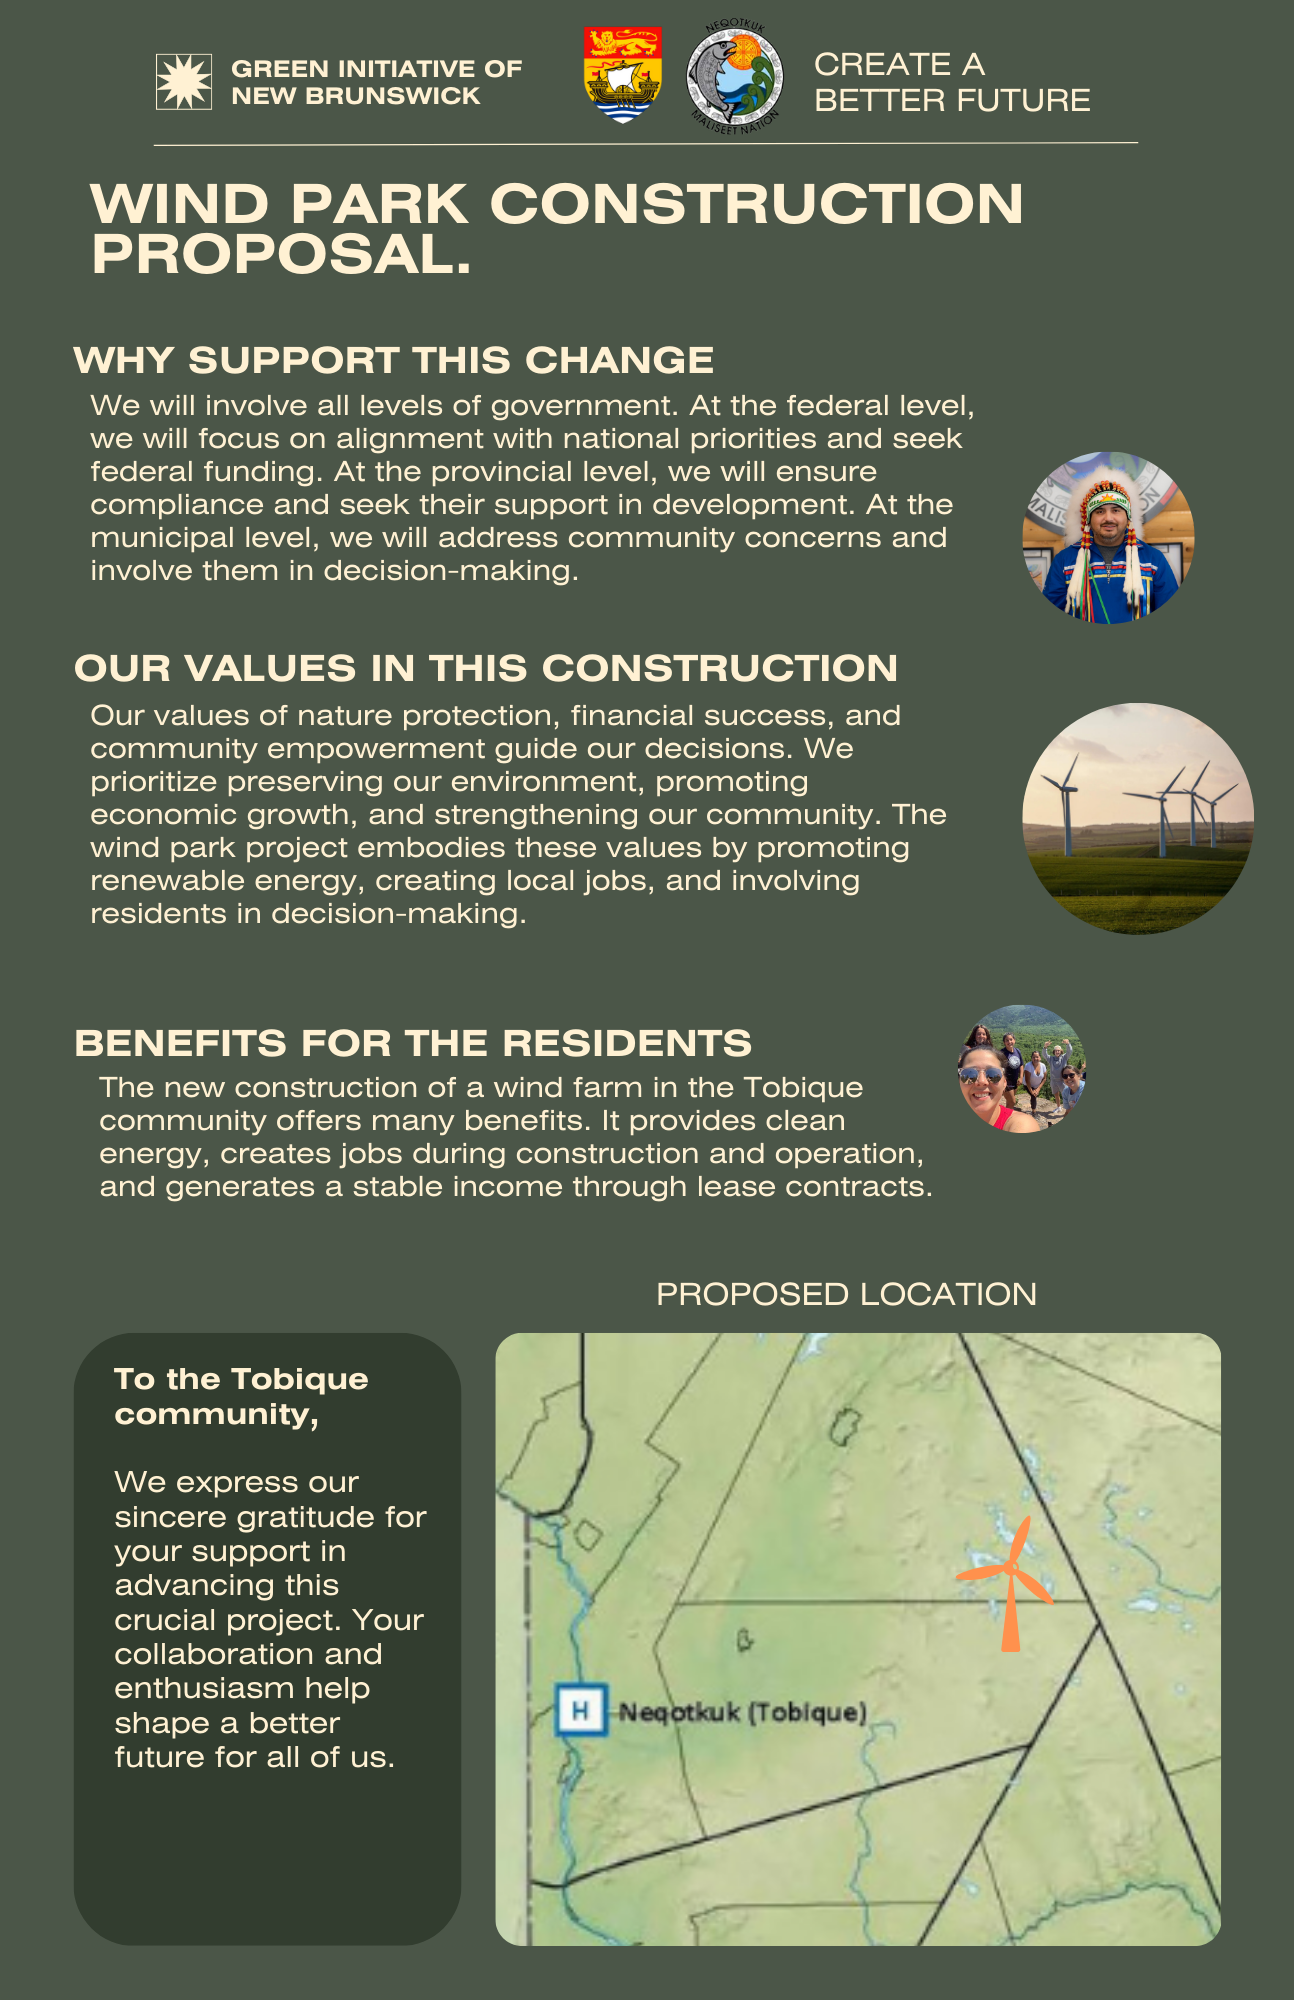 GREEN INITIATIVE OF
NEW BRUNSWICK
NEQOTKUK
MALISEET NATION
CREATE A
BETTER FUTURE
WIND PARK CONSTRUCTION
PROPOSAL.
WHY SUPPORT THIS CHANGE
We will involve all levels of government. At the federal level,
we will focus on alignment with national priorities and seek
federal funding. At the provincial level, we will ensure
compliance and seek their support in development. At the
municipal level, we will address community concerns and
involve them in decision-making.
OUR VALUES IN THIS CONSTRUCTION
Our values of nature protection, financial success, and
community empowerment guide our decisions. We
prioritize preserving our environment, promoting
economic growth, and strengthening our community. The
wind park project embodies these values by promoting
renewable energy, creating local jobs, and involving
residents in decision-making.
BENEFITS FOR THE RESIDENTS
The new construction of a wind farm in the Tobique
community offers many benefits. It provides clean
energy, creates jobs during construction and operation,
and generates a stable income through lease contracts.
PROPOSED LOCATION
To the Tobique
community,
We express our
sincere gratitude for
your support in
advancing this
crucial project. Your
collaboration and
enthusiasm help
shape a better
future for all of us.
H Neqotkuk (Tobique)